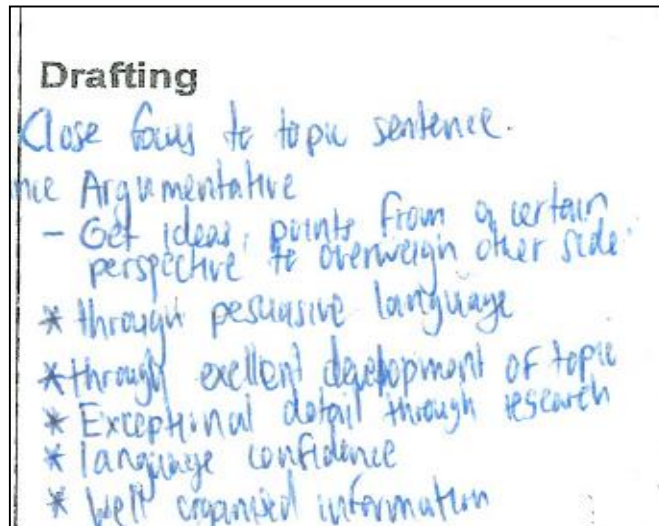 Drafting
Close focus to topic sentence.
nce Argumentative
- Get ideas, points from a certain
perspective to overweigh other side.
* through pesuasive language
* through exellent development of topic
* Exceptional detail through research
* language confidence
* Well organised information